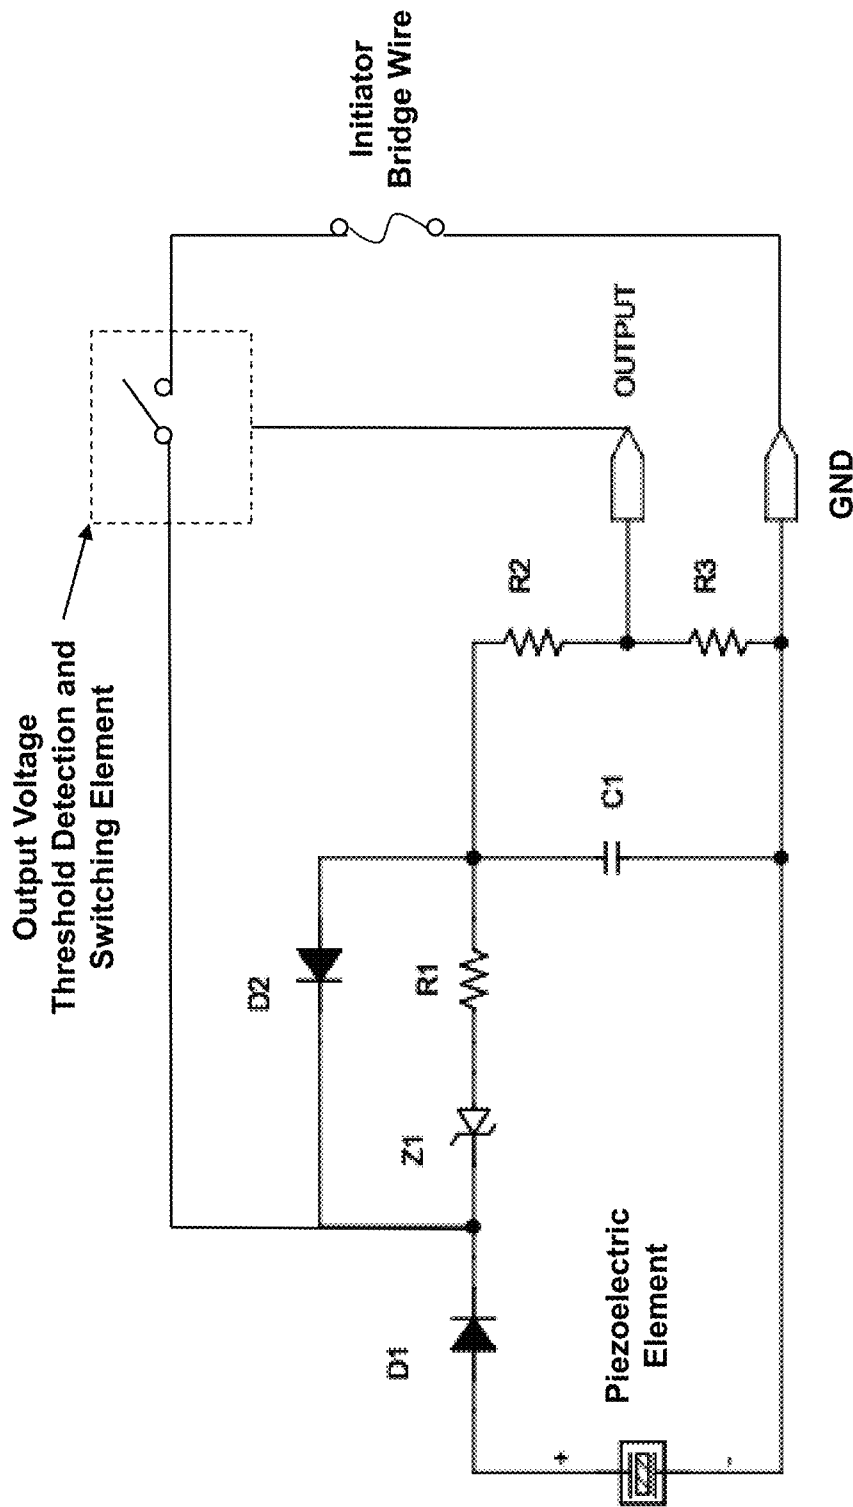 Output Voltage
Threshold Detection and
Switching Element
Initiator
Bridge Wire
D2
Z1
R1
D1
C1
R2
R3
OUTPUT
GND
Piezoelectric
Element
+
-